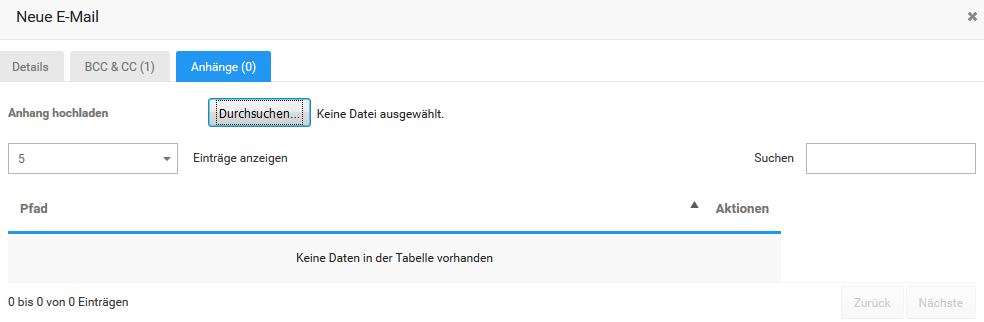 Neue E-Mail
Details BCC & CC (1) Anhänge (0)
Anhang hochladen Durchsuchen... Keine Datei ausgewählt.
5 Einträge anzeigen Suchen
Pfad Aktionen
Keine Daten in der Tabelle vorhanden
0 bis 0 von 0 Einträgen Zurück Nächste